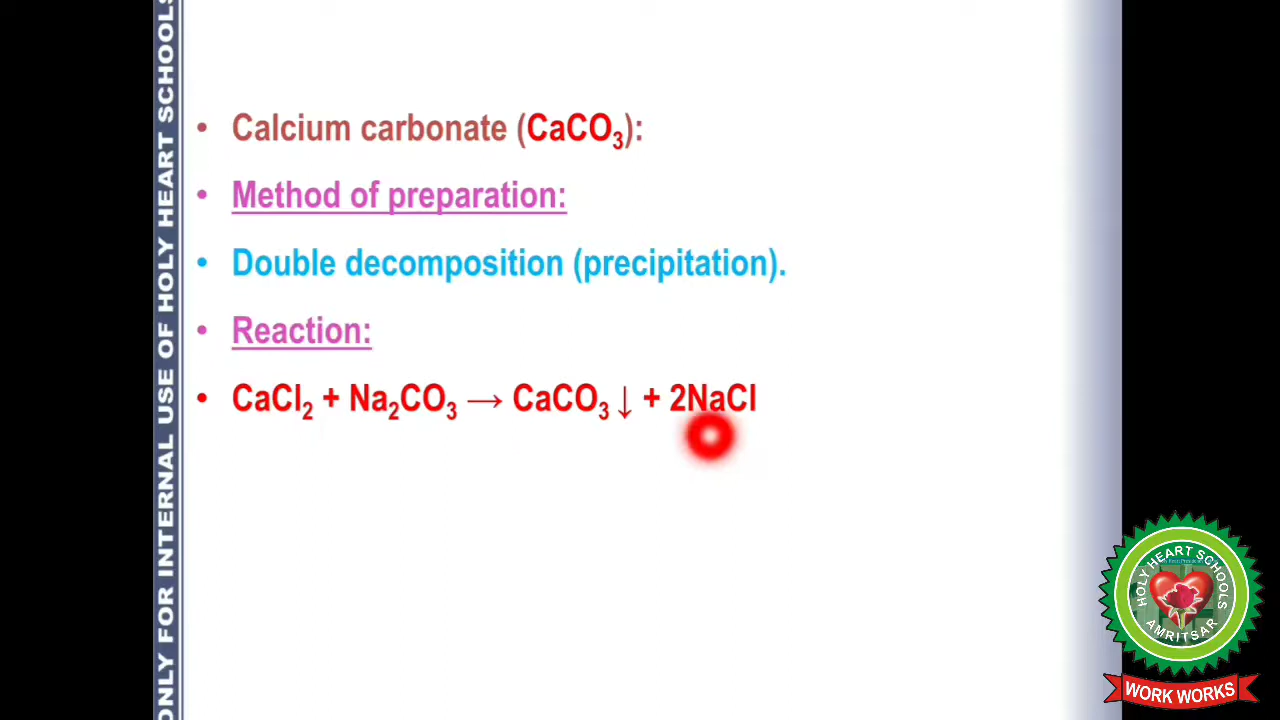 ONLY FOR INTERNAL USE OF HOLY HEART SCHOOLS
• Calcium carbonate (CaCO₃):
• Method of preparation:
• Double decomposition (precipitation).
• Reaction:
• CaCl₂ + Na₂CO₃ → CaCO₃ ↓ + 2NaCl
HOLY HEART SCHOOLS
AMRITSAR
WORK WORKS